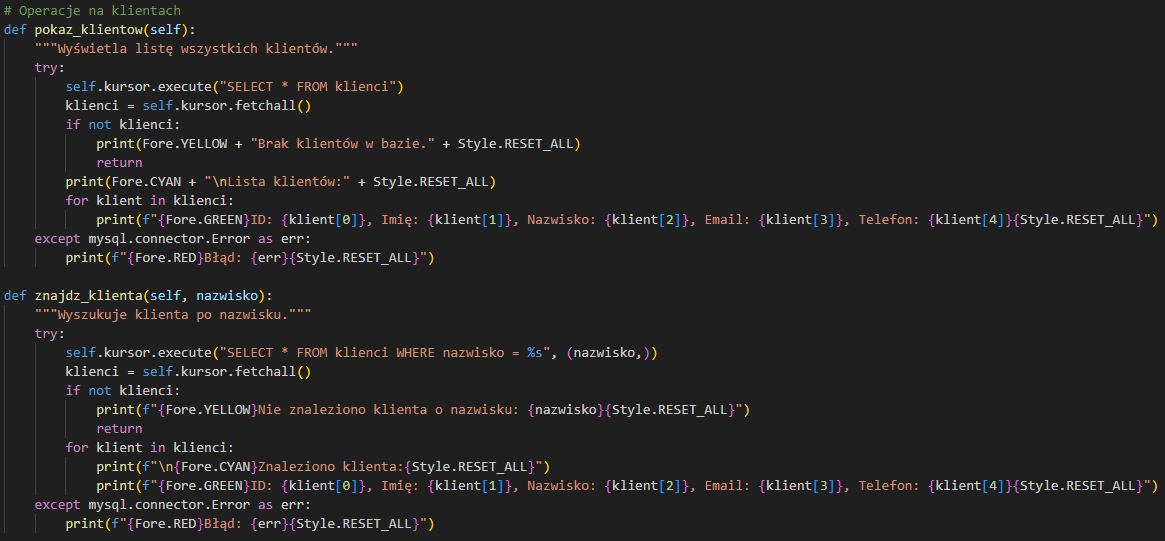 # Operacje na klientach
def pokaz_klientow(self):
    """Wyświetla listę wszystkich klientów."""
    try:
        self.kursor.execute("SELECT * FROM klienci")
        klienci = self.kursor.fetchall()
        if not klienci:
            print(Fore.YELLOW + "Brak klientów w bazie." + Style.RESET_ALL)
            return
        print(Fore.CYAN + "\nLista klientów:" + Style.RESET_ALL)
        for klient in klienci:
            print(f"{Fore.GREEN}ID: {klient[0]}, Imię: {klient[1]}, Nazwisko: {klient[2]}, Email: {klient[3]}, Telefon: {klient[4]}{Style.RESET_ALL}")
    except mysql.connector.Error as err:
        print(f"{Fore.RED}Błąd: {err}{Style.RESET_ALL}")

def znajdz_klienta(self, nazwisko):
    """Wyszukuje klienta po nazwisku."""
    try:
        self.kursor.execute("SELECT * FROM klienci WHERE nazwisko = %s", (nazwisko,))
        klienci = self.kursor.fetchall()
        if not klienci:
            print(f"{Fore.YELLOW}Nie znaleziono klienta o nazwisku: {nazwisko}{Style.RESET_ALL}")
            return
        for klient in klienci:
            print(f"\n{Fore.CYAN}Znaleziono klienta:{Style.RESET_ALL}")
            print(f"{Fore.GREEN}ID: {klient[0]}, Imię: {klient[1]}, Nazwisko: {klient[2]}, Email: {klient[3]}, Telefon: {klient[4]}{Style.RESET_ALL}")
    except mysql.connector.Error as err:
        print(f"{Fore.RED}Błąd: {err}{Style.RESET_ALL}")